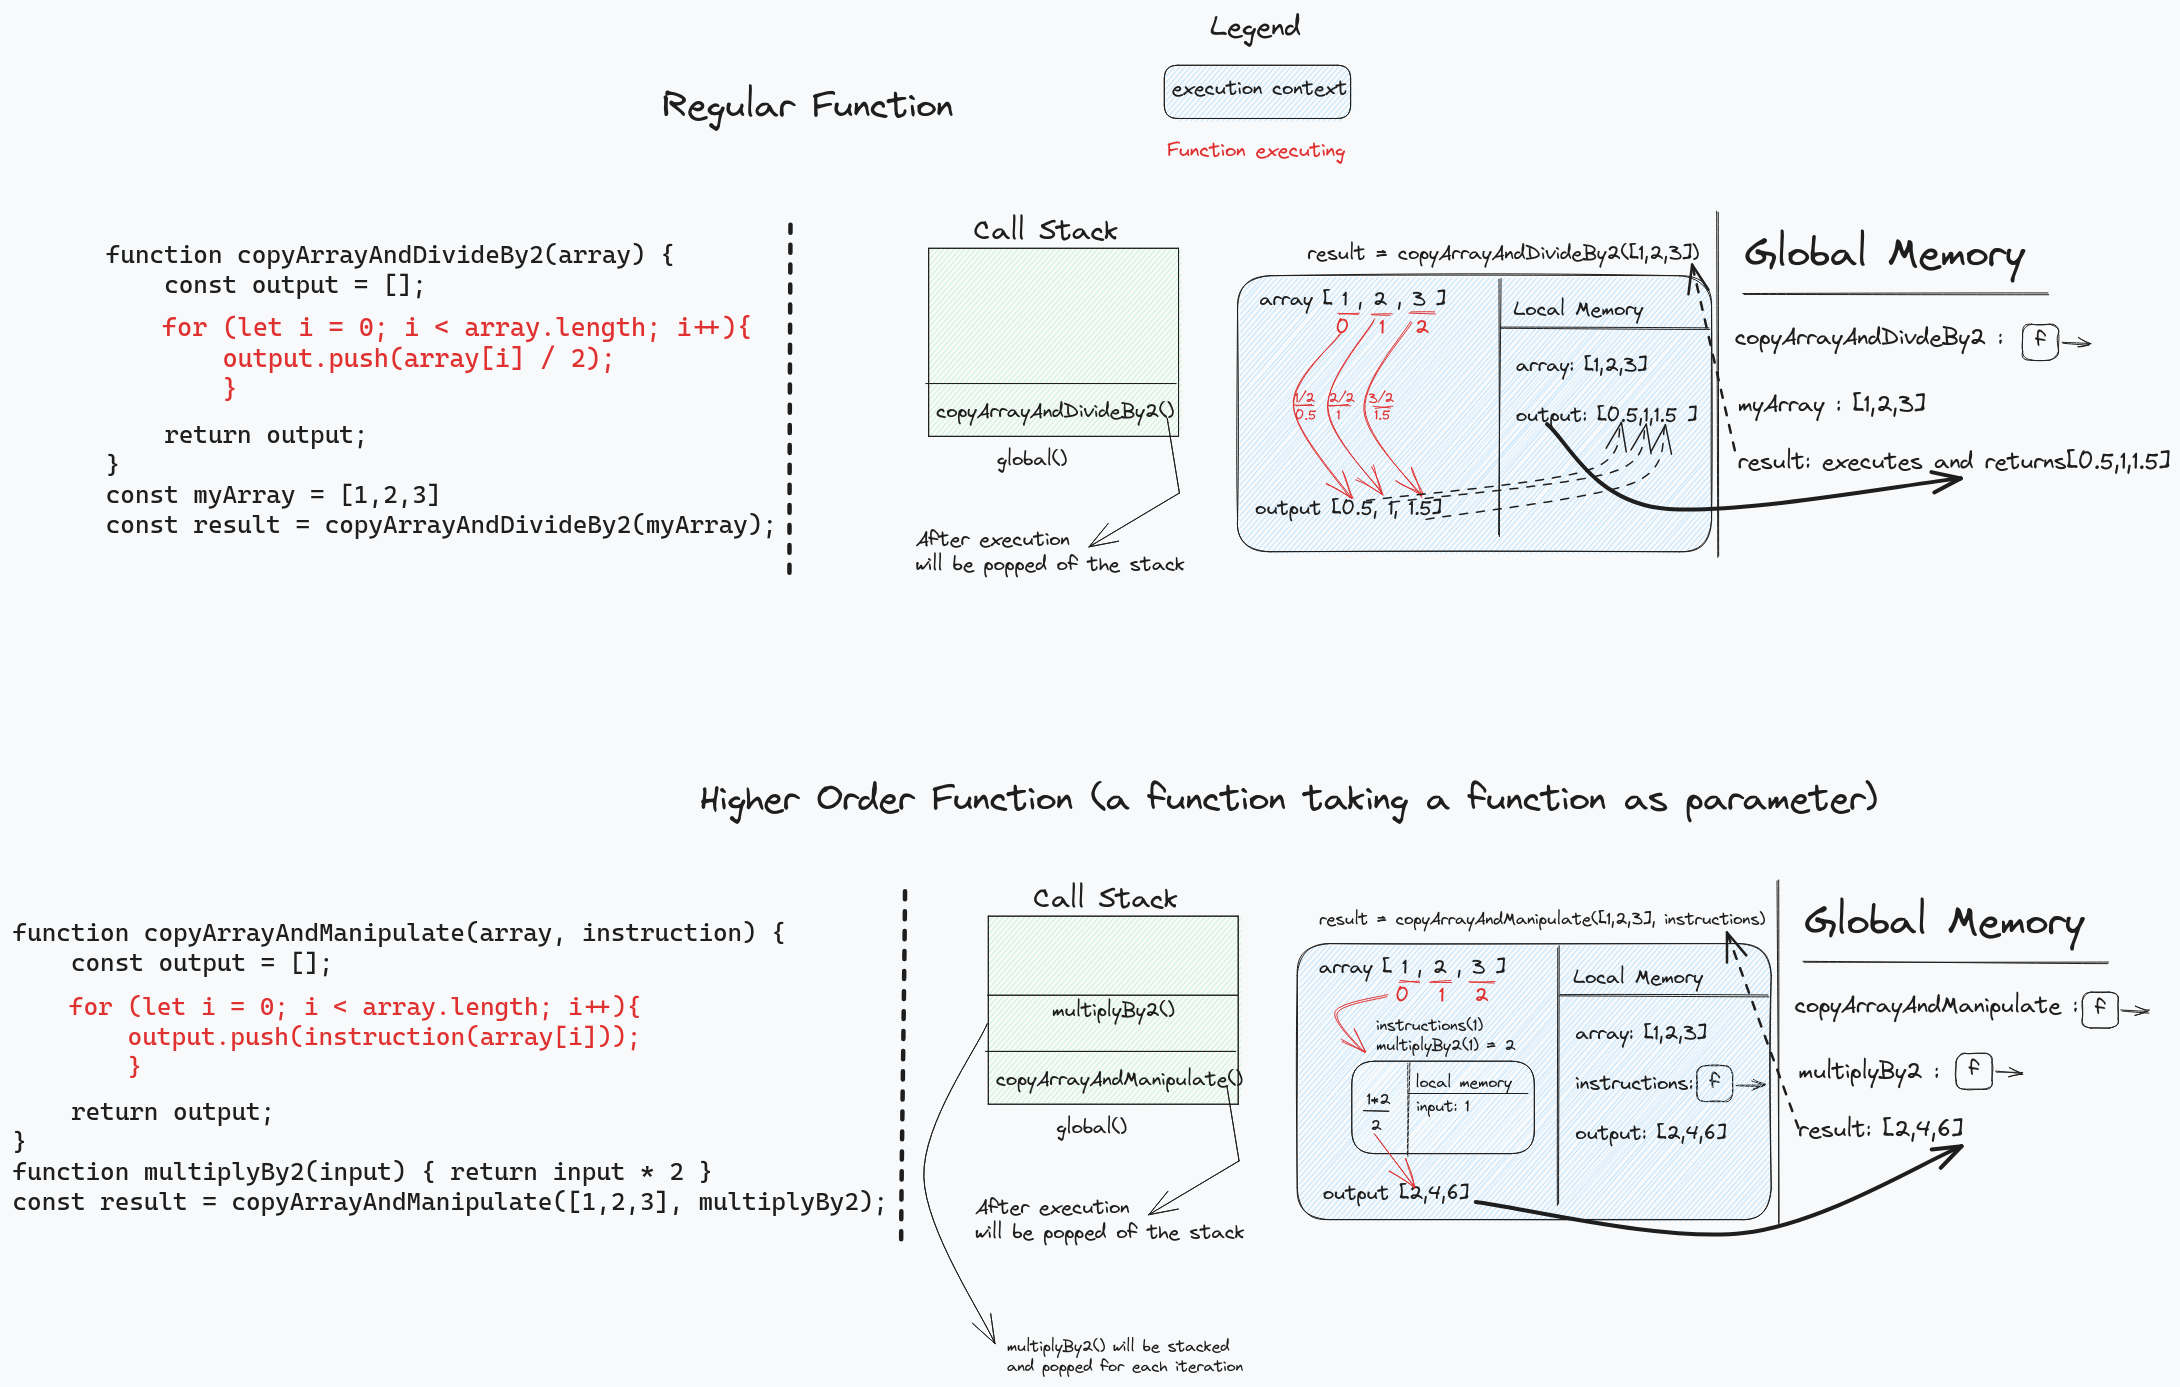 Legend
execution context
Function executing
Regular Function
function copyArrayAndDivideBy2(array) {
const output = [];
for (let i = 0; i < array.length; i++){
output.push(array[i] / 2);
}
return output;
}
const myArray = [1,2,3]
const result = copyArrayAndDivideBy2(myArray);
Call Stack
copyArrayAndDivideBy2()
global()
After execution
will be popped of the stack
result = copyArrayAndDivideBy2([1,2,3])
array [ 1 , 2 , 3 ]
0 1 2
1/2 2/2 3/2
0.5 1 1.5
output [0.5, 1, 1.5]
Local Memory
array: [1,2,3]
output: [0.5,1,1.5 ]
Global Memory
copyArrayAndDivdeBy2 : f
myArray : [1,2,3]
result: executes and returns[0.5,1,1.5]
Higher Order Function (a function taking a function as parameter)
function copyArrayAndManipulate(array, instruction) {
const output = [];
for (let i = 0; i < array.length; i++){
output.push(instruction(array[i]));
}
return output;
}
function multiplyBy2(input) { return input * 2 }
const result = copyArrayAndManipulate([1,2,3], multiplyBy2);
Call Stack
multiplyBy2()
copyArrayAndManipulate()
global()
After execution
will be popped of the stack
multiplyBy2() will be stacked
and popped for each iteration
result = copyArrayAndManipulate([1,2,3], instructions)
array [ 1 , 2 , 3 ]
0 1 2
instructions(1)
multiplyBy2(1) = 2
1*2
2
local memory
input: 1
output [2,4,6]
Local Memory
array: [1,2,3]
instructions: f
output: [2,4,6]
Global Memory
copyArrayAndManipulate : f
multiplyBy2 : f
result: [2,4,6]